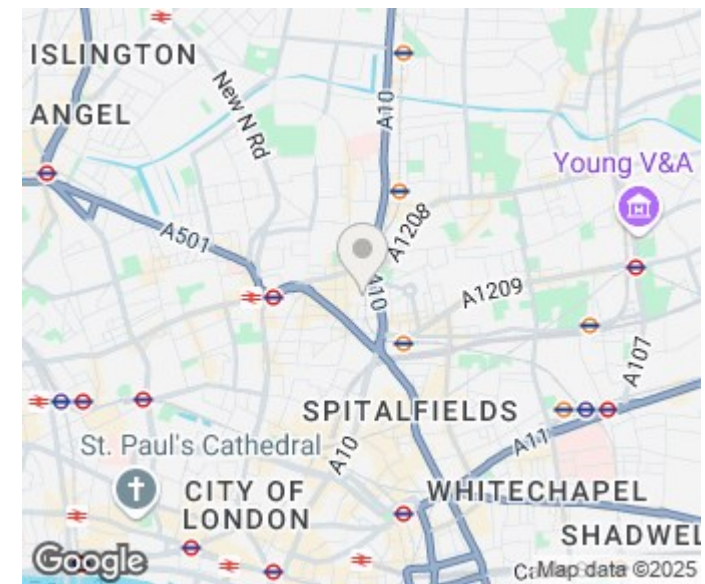 ISLINGTON
ANGEL
New N Rd
A10
Young V&A
A501
A1208
A10
A1209
A107
SPITALFIELDS
St. Paul's Cathedral
A10
A11
CITY OF
LONDON
WHITECHAPEL
SHADWEL
Google
Map data ©2025